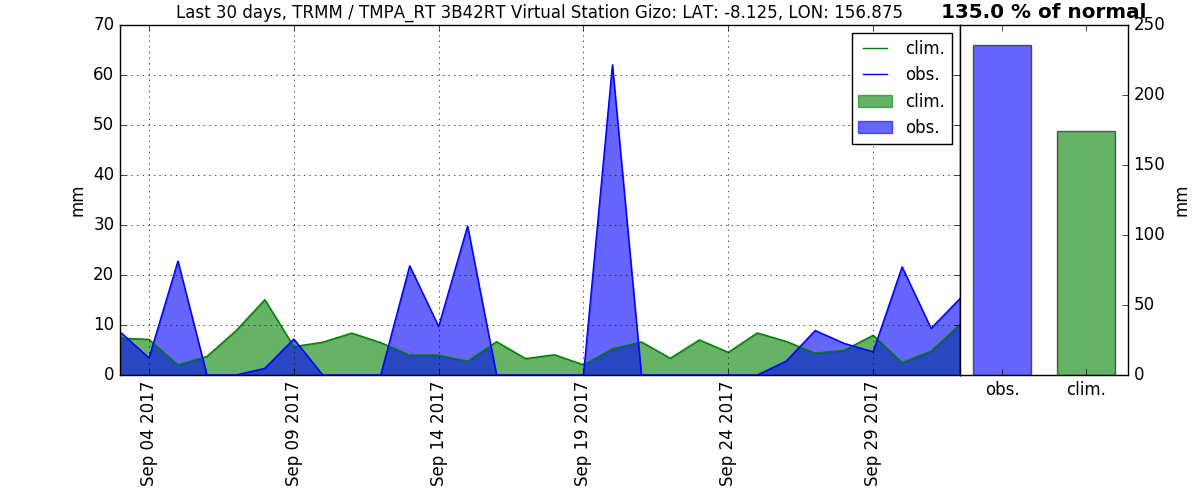 Last 30 days, TRMM / TMPA_RT 3B42RT Virtual Station Gizo: LAT: -8.125, LON: 156.875
135.0 % of normal
70
60
50
40
30
20
10
0
mm
clim.
obs.
clim.
obs.
Sep 04 2017
Sep 09 2017
Sep 14 2017
Sep 19 2017
Sep 24 2017
Sep 29 2017
250
200
150
100
50
0
mm
obs.
clim.